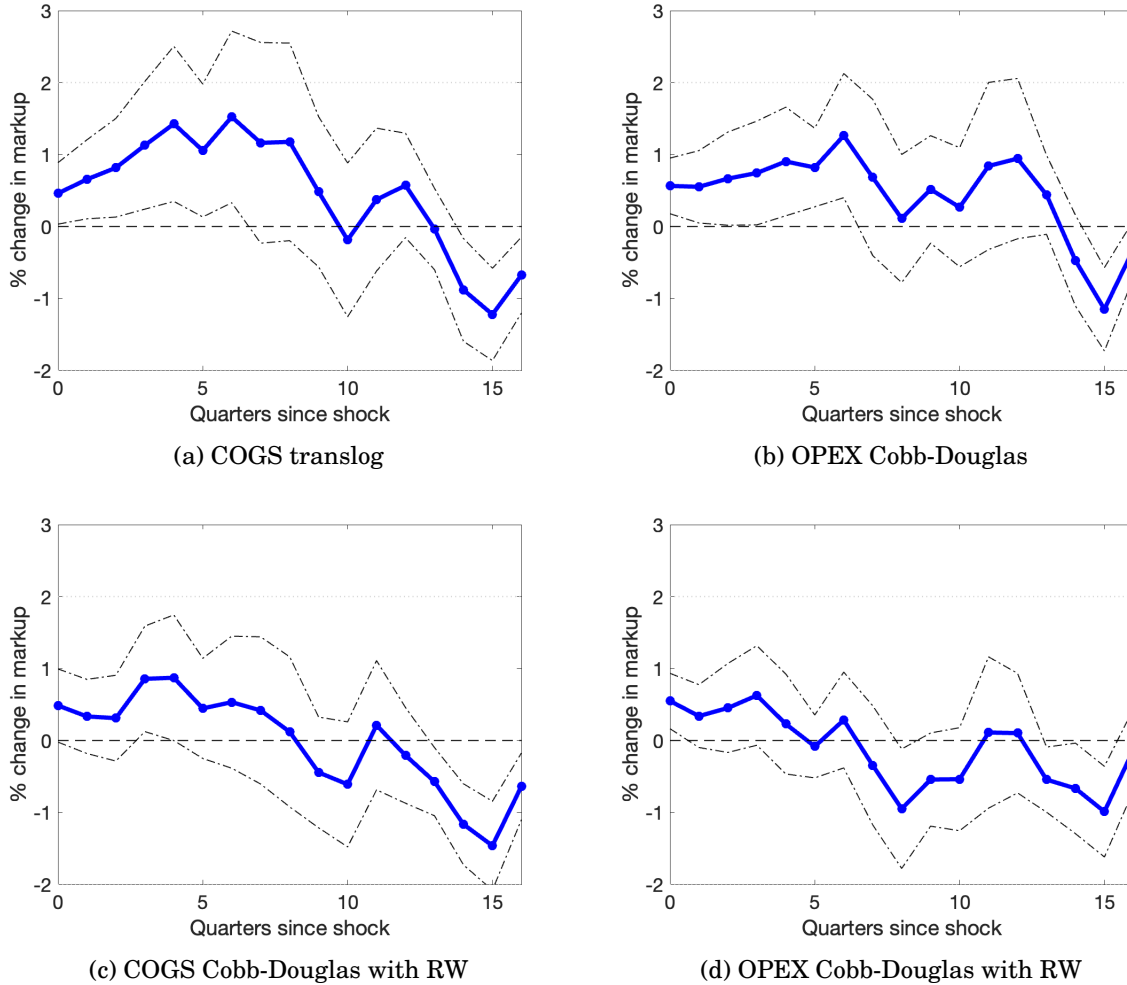 3
2
1
0
-1
-2
% change in markup
0 5 10 15
Quarters since shock
(a) COGS translog
3
2
1
0
-1
-2
% change in markup
0 5 10 15
Quarters since shock
(b) OPEX Cobb-Douglas
3
2
1
0
-1
-2
% change in markup
0 5 10 15
Quarters since shock
(c) COGS Cobb-Douglas with RW
3
2
1
0
-1
-2
% change in markup
0 5 10 15
Quarters since shock
(d) OPEX Cobb-Douglas with RW